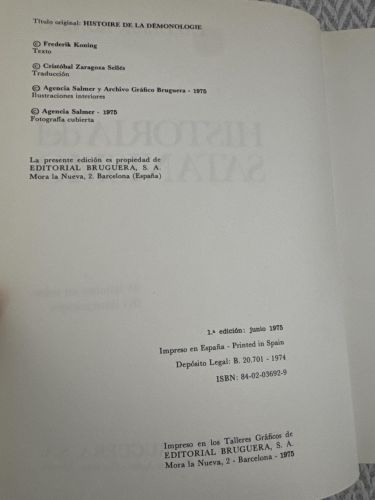 Título original: HISTOIRE DE LA DÉMONOLOGIE
© Frederik Koning
Texto
© Cristóbal Zaragoza Sellés
Traducción
© Agencia Salmer y Archivo Gráfico Bruguera - 1975
Ilustraciones interiores
© Agencia Salmer - 1975
Fotografía cubierta
La presente edición es propiedad de
EDITORIAL BRUGUERA, S. A.
Mora la Nueva, 2. Barcelona (España)
1.ª edición: junio 1975
Impreso en España - Printed in Spain
Depósito Legal: B. 20.701 - 1974
ISBN: 84-02-03692-9
Impreso en los Talleres Gráficos de
EDITORIAL BRUGUERA, S. A.
Mora la Nueva, 2 - Barcelona - 1975